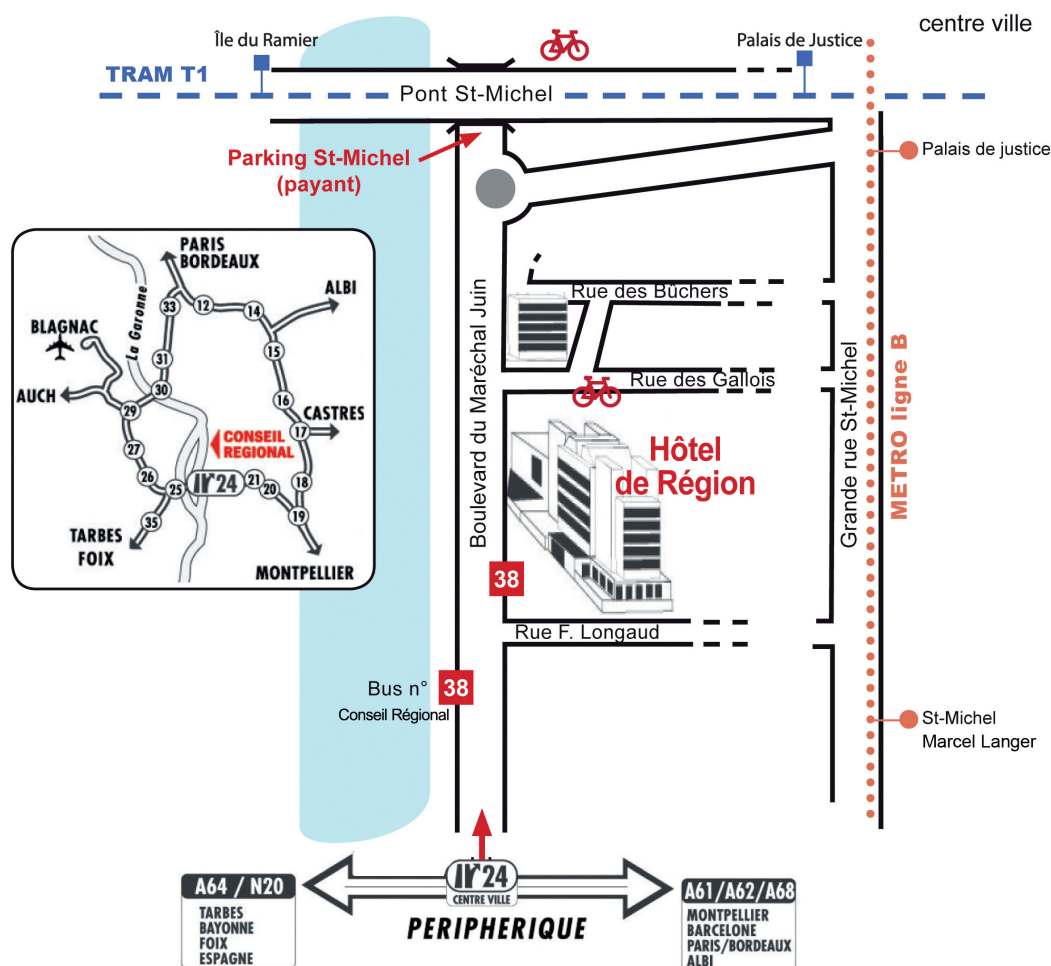 centre ville
Île du Ramier
Palais de Justice
TRAM T1
Pont St-Michel
Parking St-Michel
(payant)
Palais de justice
PARIS
BORDEAUX
ALBI
La Garonne
33
12
14
BLAGNAC
15
31
30
AUCH
29
16
CASTRES
17
CONSEIL
REGIONAL
27
26
25
24
21
20
18
19
35
TARBES
FOIX
MONTPELLIER
Boulevard du Maréchal Juin
Rue des Bûchers
Rue des Gallois
Grande rue St-Michel
METRO ligne B
Hôtel
de Région
38
Rue F. Longaud
Bus n° 38
Conseil Régional
St-Michel
Marcel Langer
24
CENTRE VILLE
A64 / N20
TARBES
BAYONNE
FOIX
ESPAGNE
PERIPHERIQUE
A61/A62/A68
MONTPELLIER
BARCELONE
PARIS/BORDEAUX
ALBI